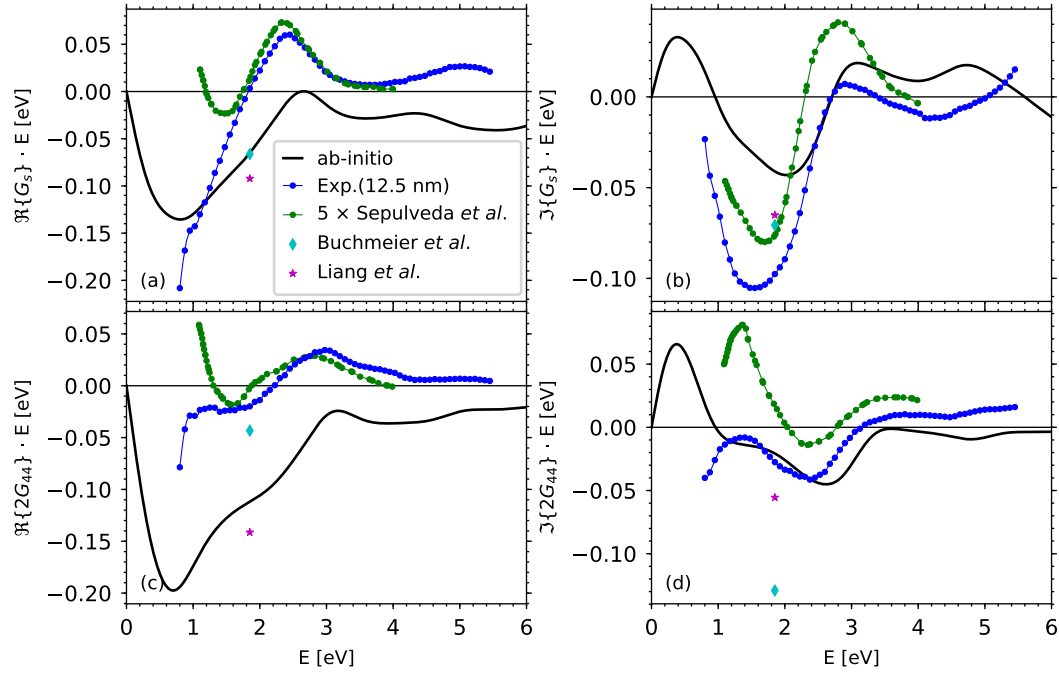 0.05
0.00
−0.05
−0.10
−0.15
−0.20
ℜ{G_s} · E [eV]
(a)
ab-initio
Exp.(12.5 nm)
5 × Sepulveda et al.
Buchmeier et al.
Liang et al.
0.00
−0.05
−0.10
ℑ{G_s} · E [eV]
(b)
0.05
0.00
−0.05
−0.10
−0.15
−0.20
ℜ{2G_44} · E [eV]
(c)
0 1 2 3 4 5 6
E [eV]
0.05
0.00
−0.05
−0.10
ℑ{2G_44} · E [eV]
(d)
0 1 2 3 4 5 6
E [eV]